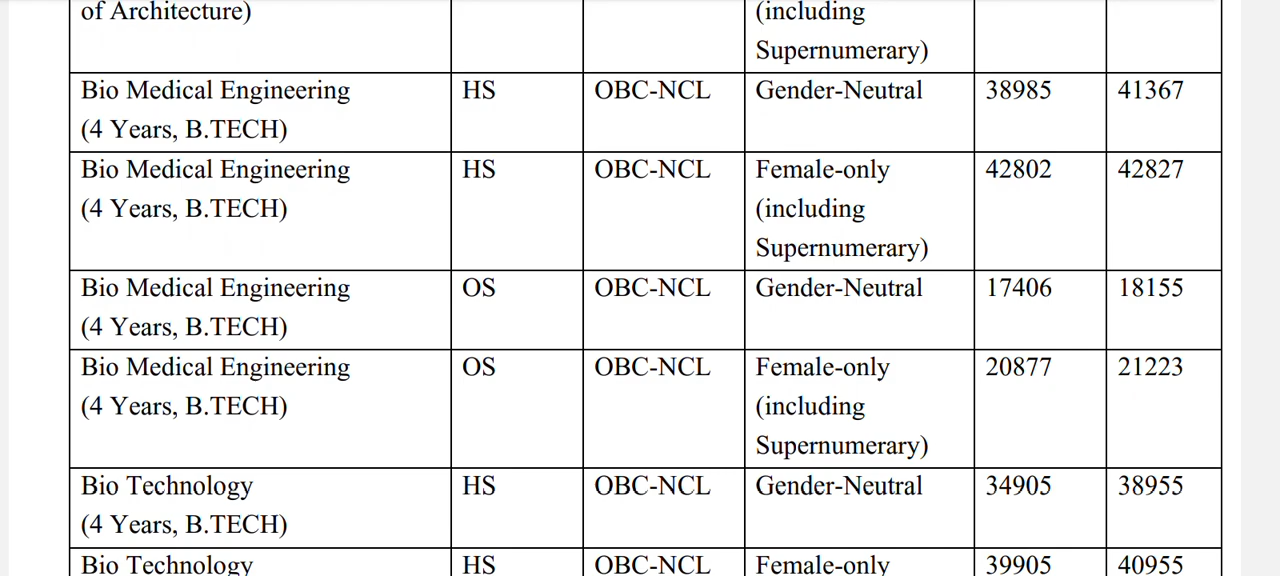 of Architecture) (including
Supernumerary)
Bio Medical Engineering HS OBC-NCL Gender-Neutral 38985 41367
(4 Years, B.TECH)
Bio Medical Engineering HS OBC-NCL Female-only 42802 42827
(4 Years, B.TECH) (including
Supernumerary)
Bio Medical Engineering OS OBC-NCL Gender-Neutral 17406 18155
(4 Years, B.TECH)
Bio Medical Engineering OS OBC-NCL Female-only 20877 21223
(4 Years, B.TECH) (including
Supernumerary)
Bio Technology HS OBC-NCL Gender-Neutral 34905 38955
(4 Years, B.TECH)
Bio Technology HS OBC-NCL Female-only 39905 40955